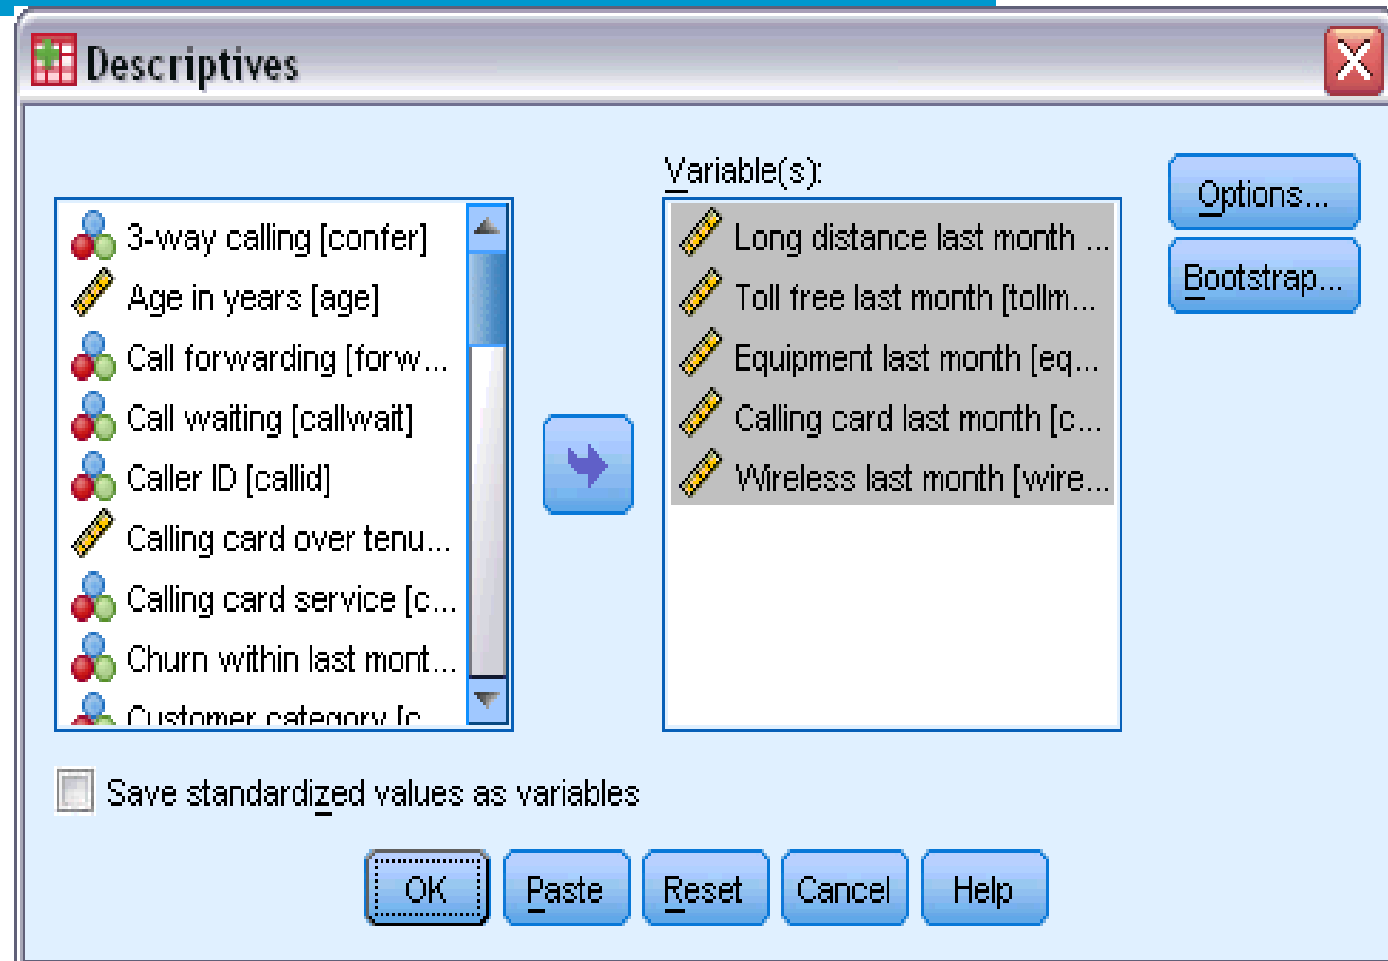 Descriptives
Variable(s):
3-way calling [confer]
Age in years [age]
Call forwarding [forw...
Call waiting [callwait]
Caller ID [callid]
Calling card over tenu...
Calling card service [c...
Churn within last mont...
Customer category [c
Long distance last month ...
Toll free last month [tollm...
Equipment last month [eq...
Calling card last month [c...
Wireless last month [wire...
Options...
Bootstrap...
Save standardized values as variables
OK
Paste
Reset
Cancel
Help